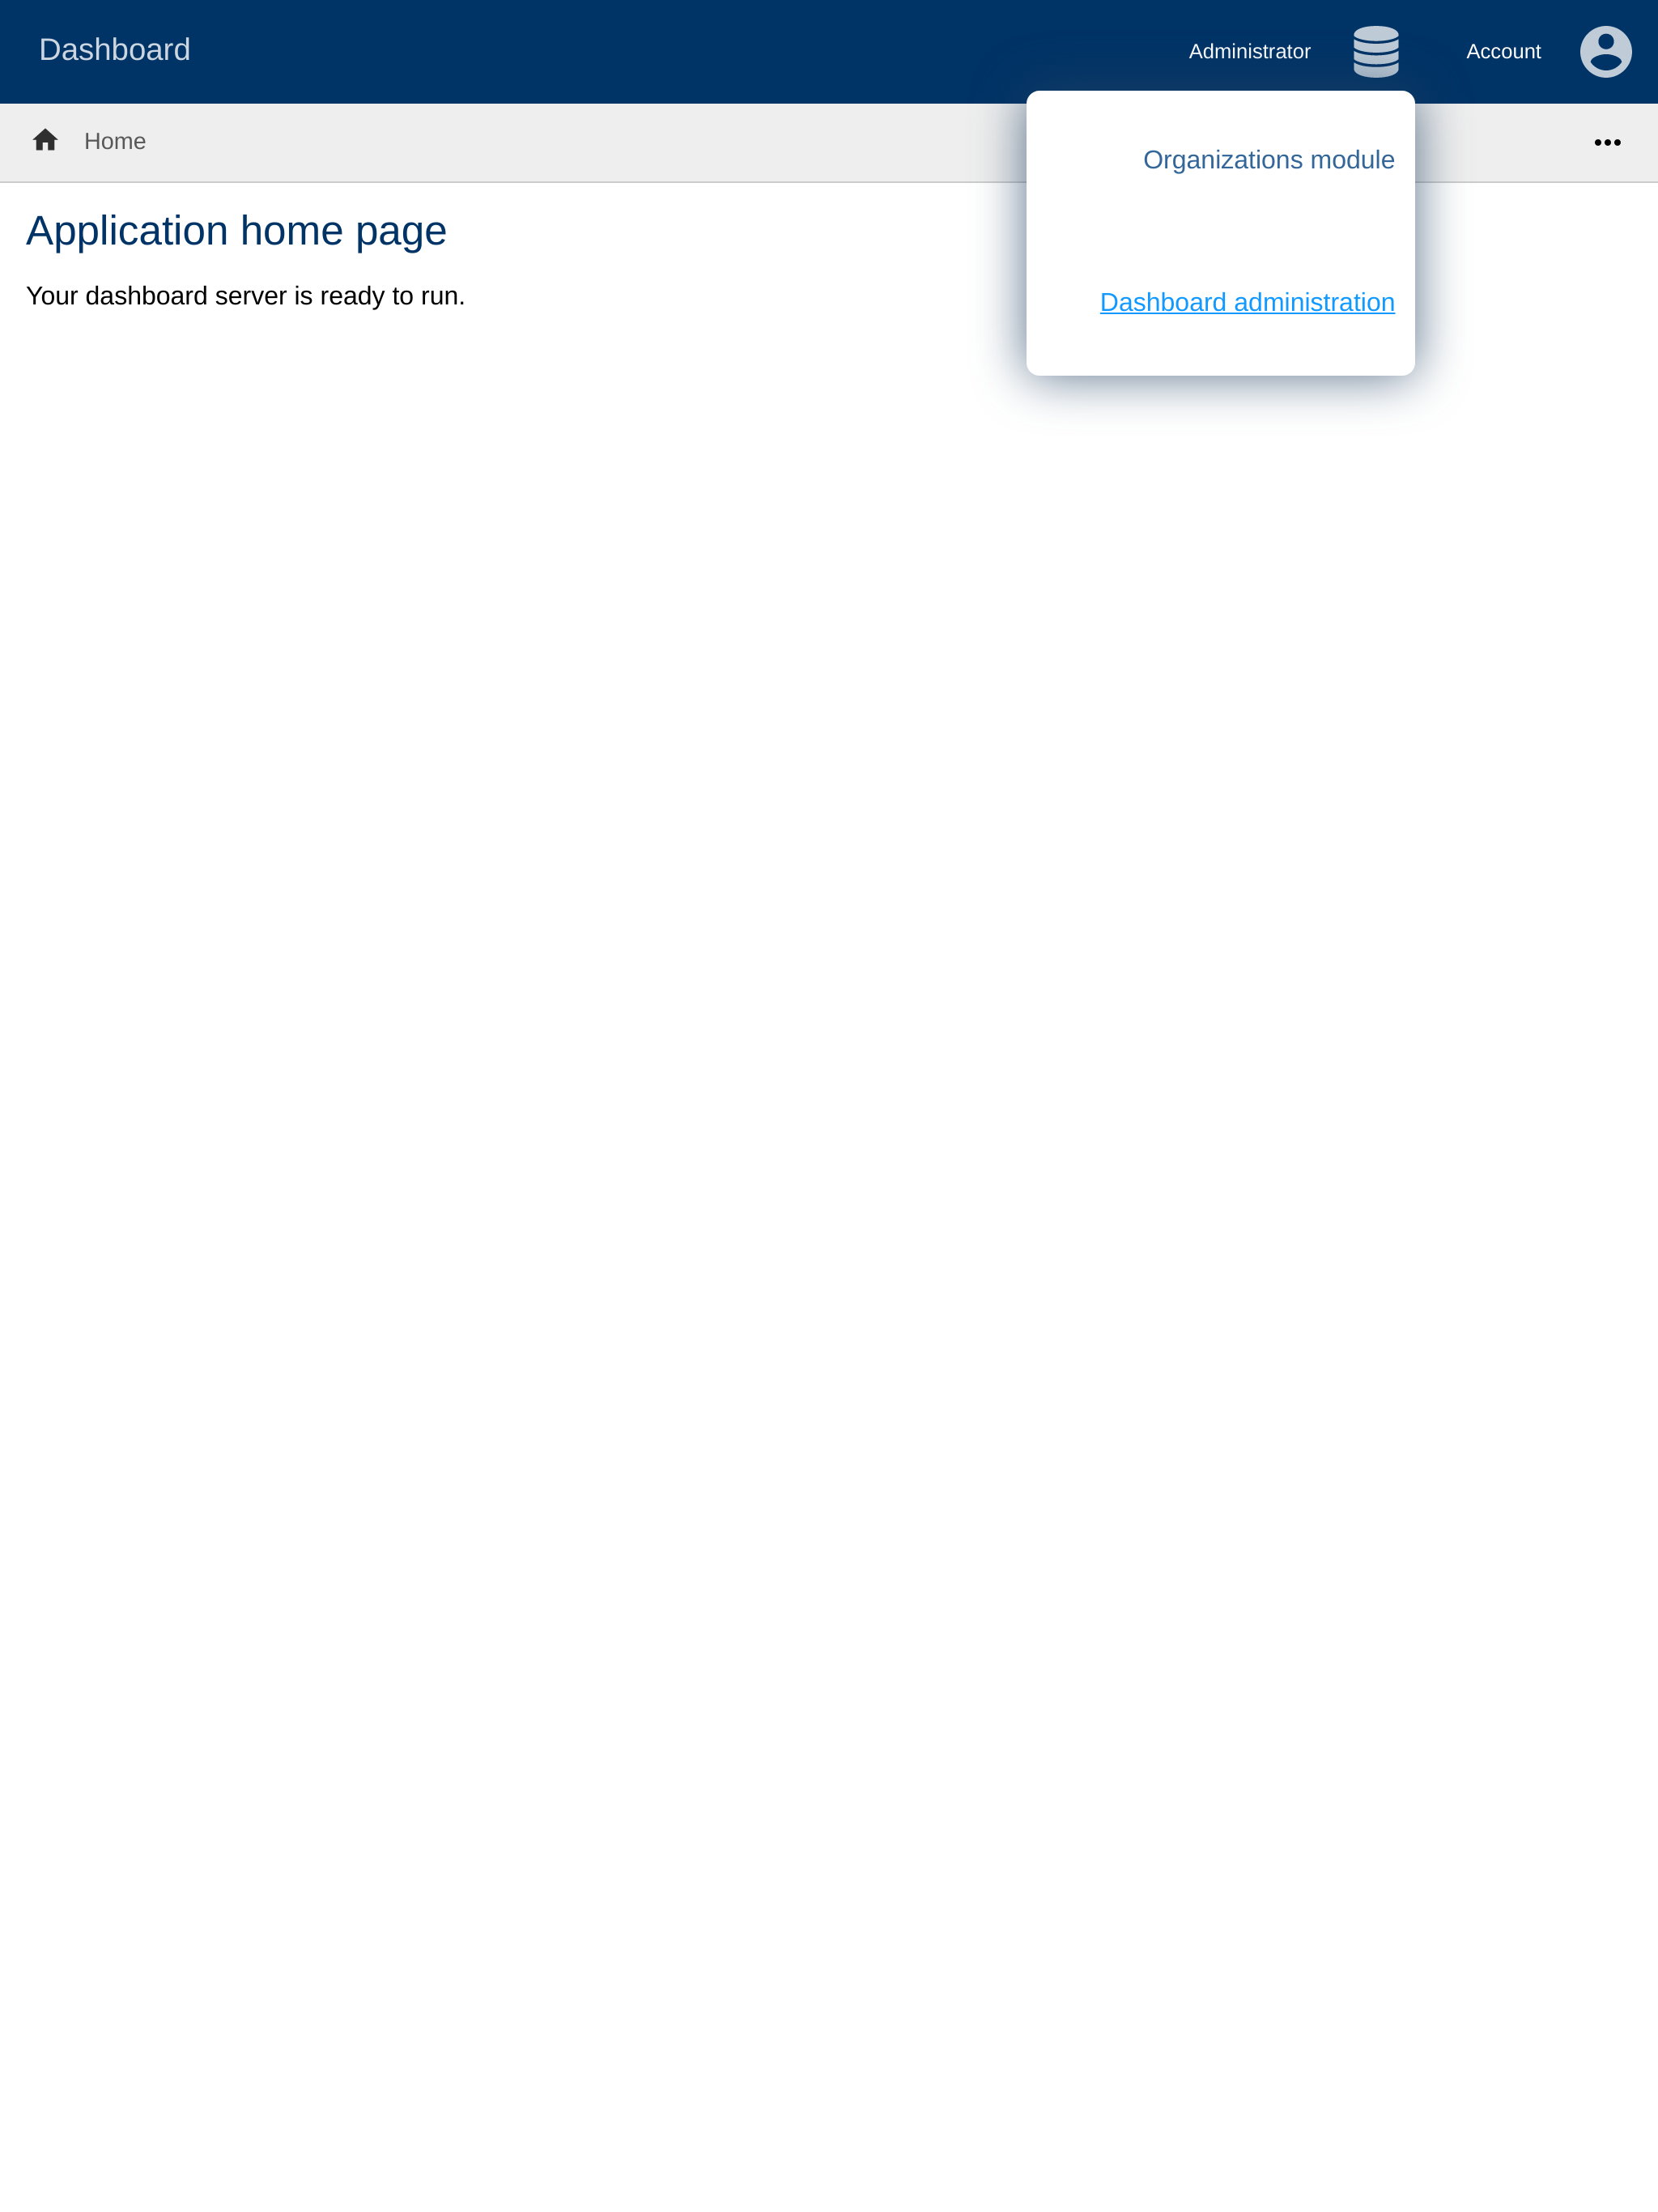 Dashboard
Administrator
Account
Home
Organizations module
Dashboard administration
Application home page
Your dashboard server is ready to run.